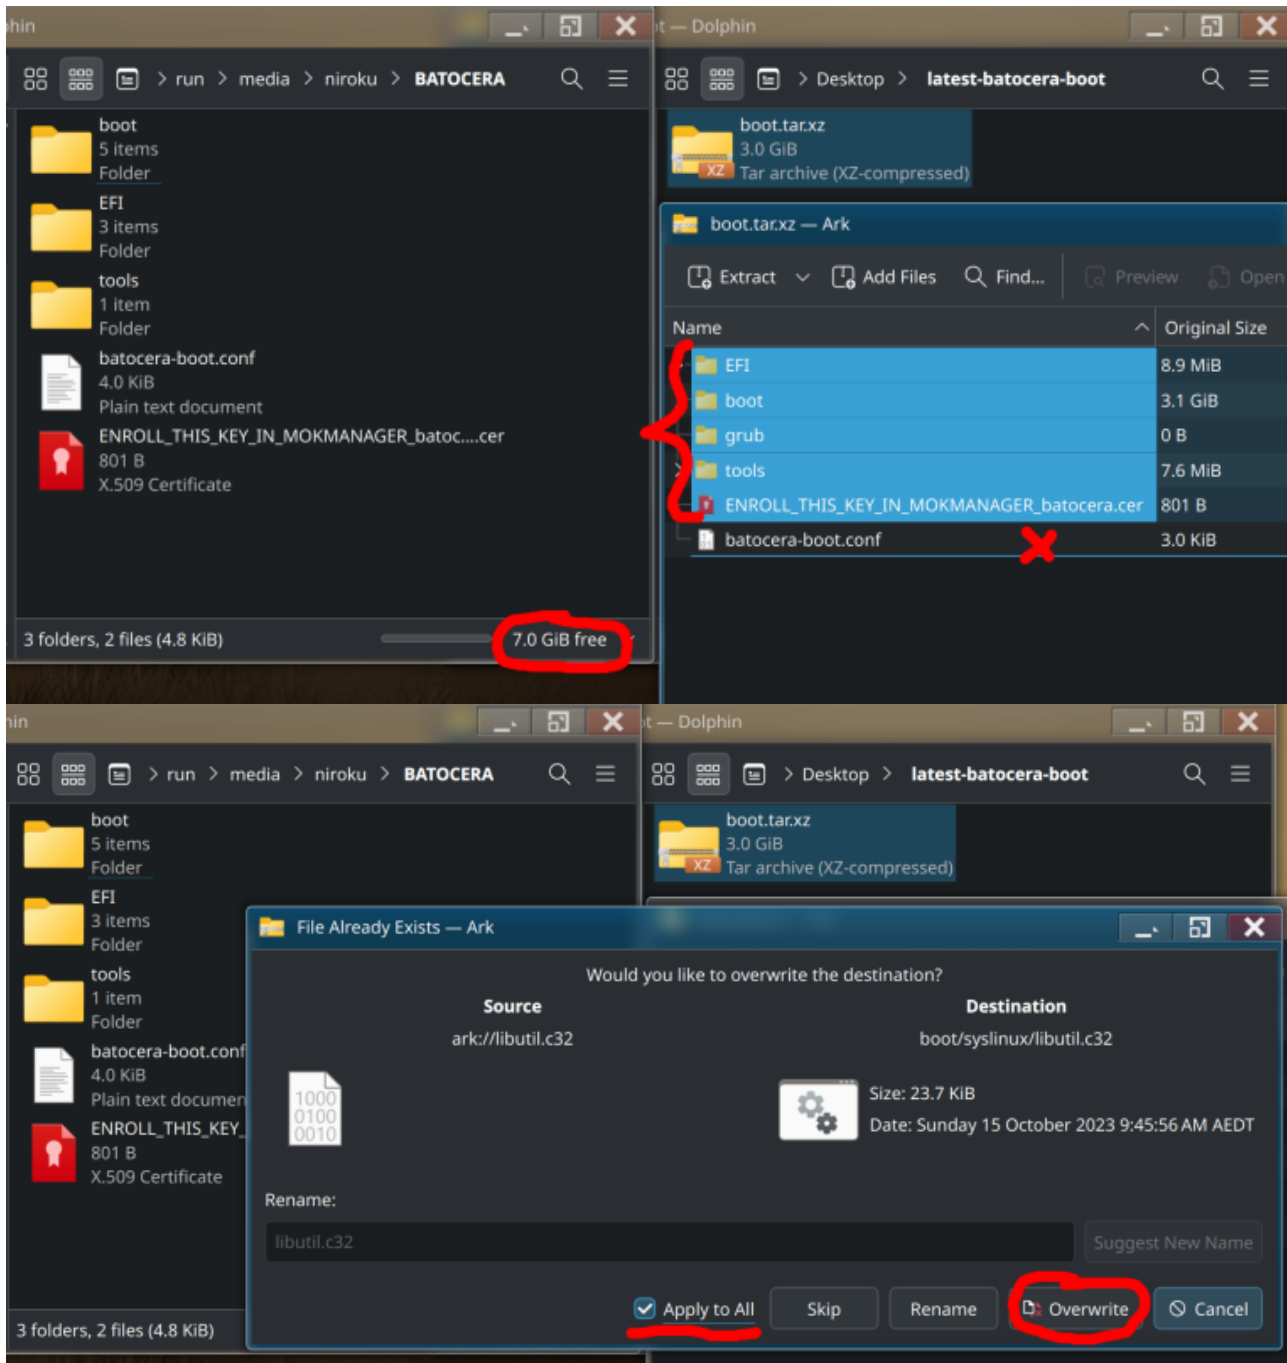 hin
run > media > niroku > BATOCERA
boot
5 items
Folder
EFI
3 items
Folder
tools
1 item
Folder
batocera-boot.conf
4.0 KiB
Plain text document
ENROLL_THIS_KEY_IN_MOKMANAGER_batoc....cer
801 B
X.509 Certificate
3 folders, 2 files (4.8 KiB)
7.0 GiB free
t — Dolphin
Desktop > latest-batocera-boot
boot.tar.xz
3.0 GiB
XZ
Tar archive (XZ-compressed)
boot.tar.xz — Ark
Extract Add Files Find... Preview Open
Name Original Size
EFI 8.9 MiB
boot 3.1 GiB
grub 0 B
tools 7.6 MiB
ENROLL_THIS_KEY_IN_MOKMANAGER_batocera.cer 801 B
batocera-boot.conf 3.0 KiB
in
run > media > niroku > BATOCERA
boot
5 items
Folder
EFI
3 items
Folder
tools
1 item
Folder
batocera-boot.conf
4.0 KiB
Plain text documen
ENROLL_THIS_KEY_
801 B
X.509 Certificate
3 folders, 2 files (4.8 KiB)
t — Dolphin
Desktop > latest-batocera-boot
boot.tar.xz
3.0 GiB
XZ
Tar archive (XZ-compressed)
File Already Exists — Ark
Would you like to overwrite the destination?
Source
ark://libutil.c32
1000
0100
0010
Destination
boot/syslinux/libutil.c32
Size: 23.7 KiB
Date: Sunday 15 October 2023 9:45:56 AM AEDT
Rename:
libutil.c32
Suggest New Name
Apply to All Skip Rename Overwrite Cancel